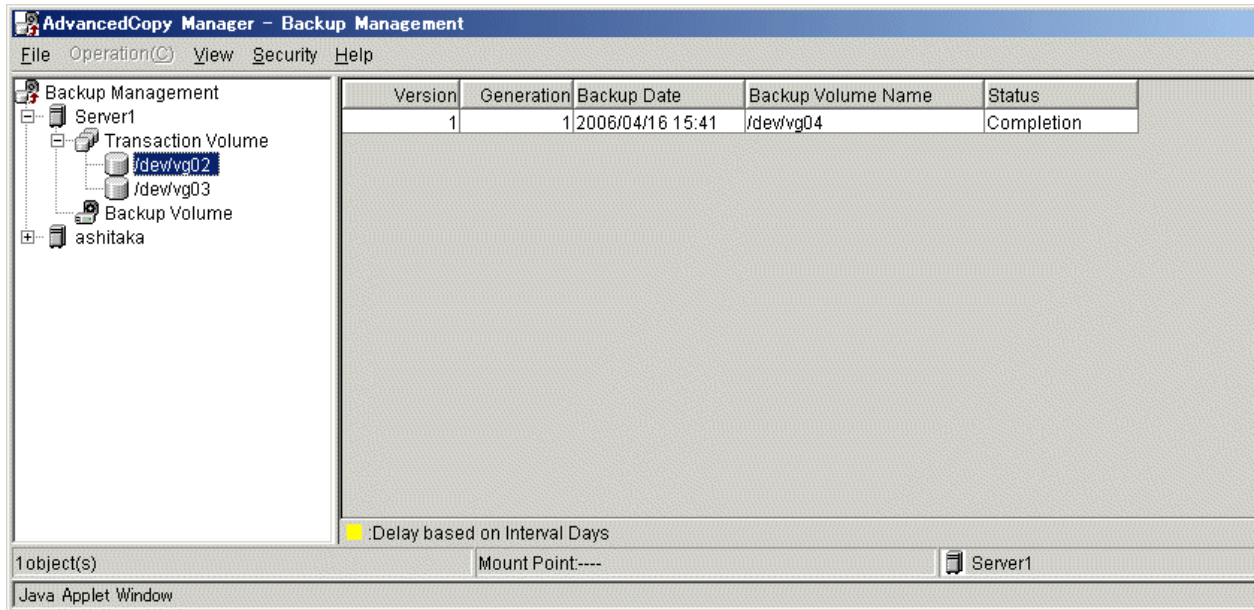 AdvancedCopy Manager - Backup Management
File Operation(C) View Security Help
Backup Management
Server1
Transaction Volume
/dev/vg02
/dev/vg03
Backup Volume
ashitaka
Version Generation Backup Date Backup Volume Name Status
1 1 2006/04/16 15:41 /dev/vg04 Completion
:Delay based on Interval Days
1object(s) Mount Point:---- Server1
Java Applet Window